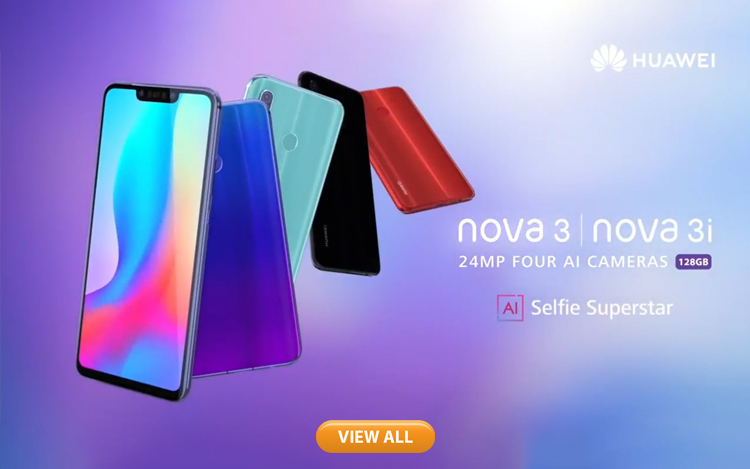 HUAWEI
nova 3 | nova 3i
24MP FOUR AI CAMERAS 128GB
AI Selfie Superstar
VIEW ALL